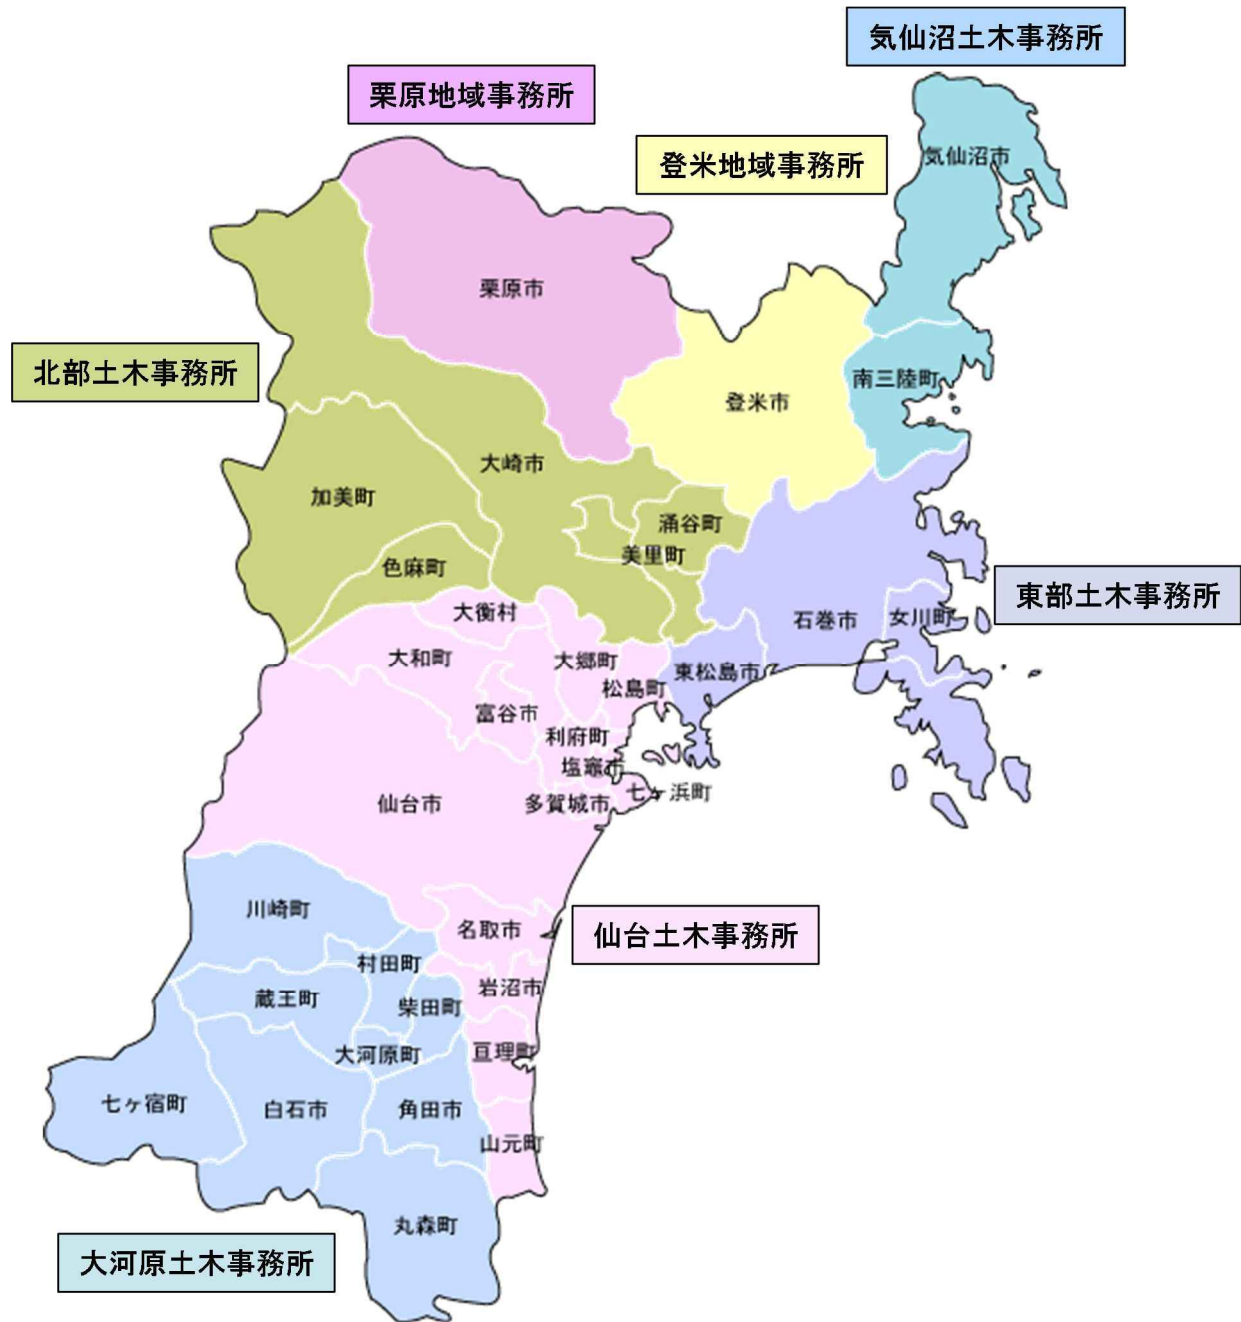 気仙沼土木事務所
栗原地域事務所
登米地域事務所
気仙沼市
栗原市
北部土木事務所
南三陸町
登米市
大崎市
加美町
涌谷町
美里町
色麻町
東部土木事務所
大衡村
石巻市
女川町
大和町
大郷町
東松島市
松島町
富谷市
利府町
塩竈市
七ヶ浜町
仙台市
多賀城市
川崎町
名取市
仙台土木事務所
村田町
岩沼市
蔵王町
柴田町
大河原町
亘理町
七ヶ宿町
白石市
角田市
山元町
丸森町
大河原土木事務所